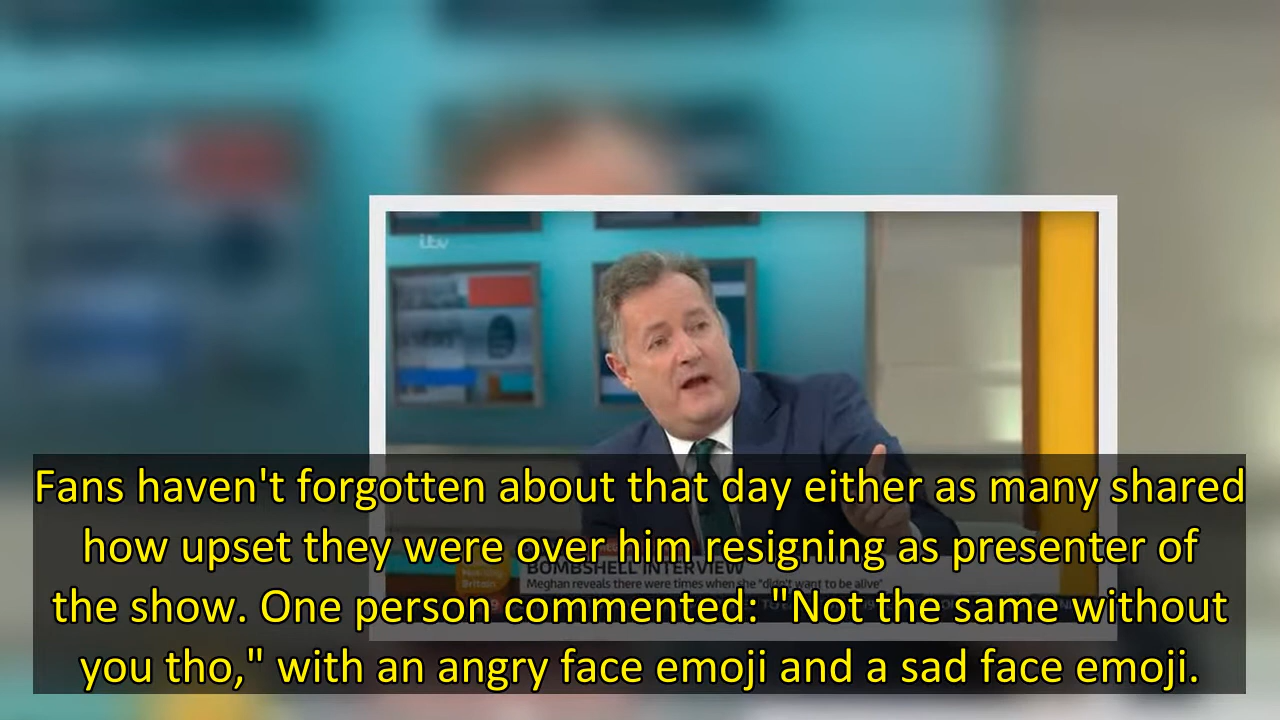 itv
Fans haven't forgotten about that day either as many shared
how upset they were over him resigning as presenter of
BOMBSHELL INTERVIEW
Meghan reveals there were times when she "didn't want to be alive"
the show. One person commented: "Not the same without
you tho," with an angry face emoji and a sad face emoji.